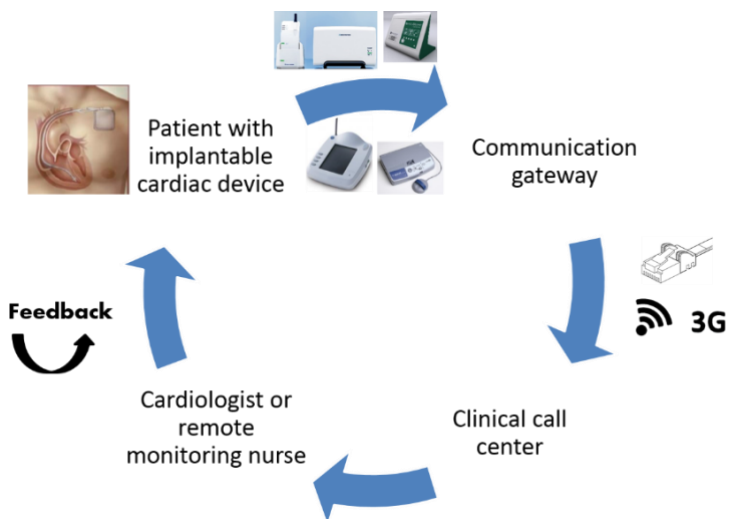 Patient with
implantable
cardiac device
Communication
gateway
3G
Clinical call
center
Cardiologist or
remote
monitoring nurse
Feedback